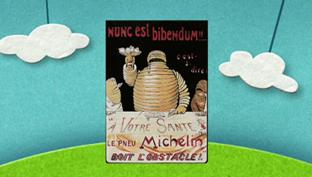 NUNC EST bibENDUM!!...
c'est-
à
dire:
À VOTRE SANTÉ
LE PNEU Michelin
BOIT L'OBSTACLE!.